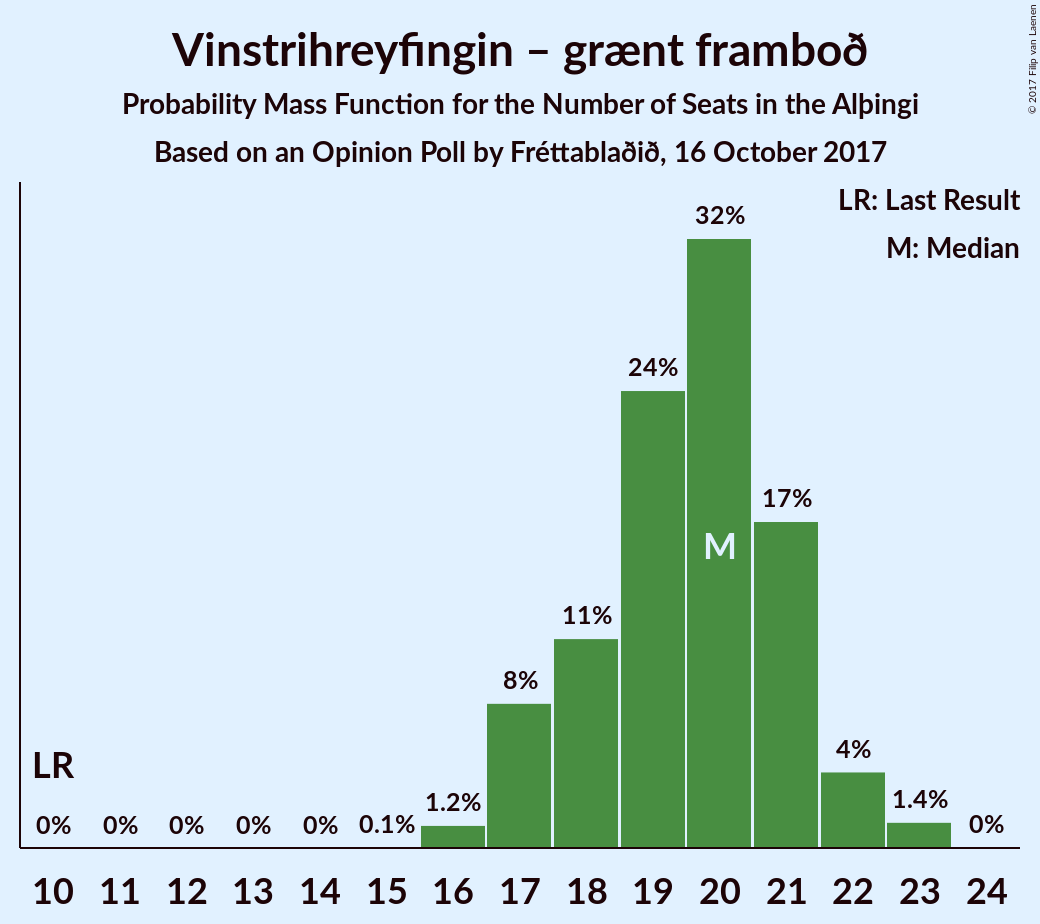 Vinstrihreyfingin – grænt framboð
Probability Mass Function for the Number of Seats in the Alþingi
Based on an Opinion Poll by Fréttablaðið, 16 October 2017
© 2017 Filip van Laenen
LR: Last Result
M: Median
32%
24%
17%
M
11%
8%
4%
LR
1.2%
1.4%
0% 0% 0% 0% 0% 0.1% 0%
10 11 12 13 14 15 16 17 18 19 20 21 22 23 24